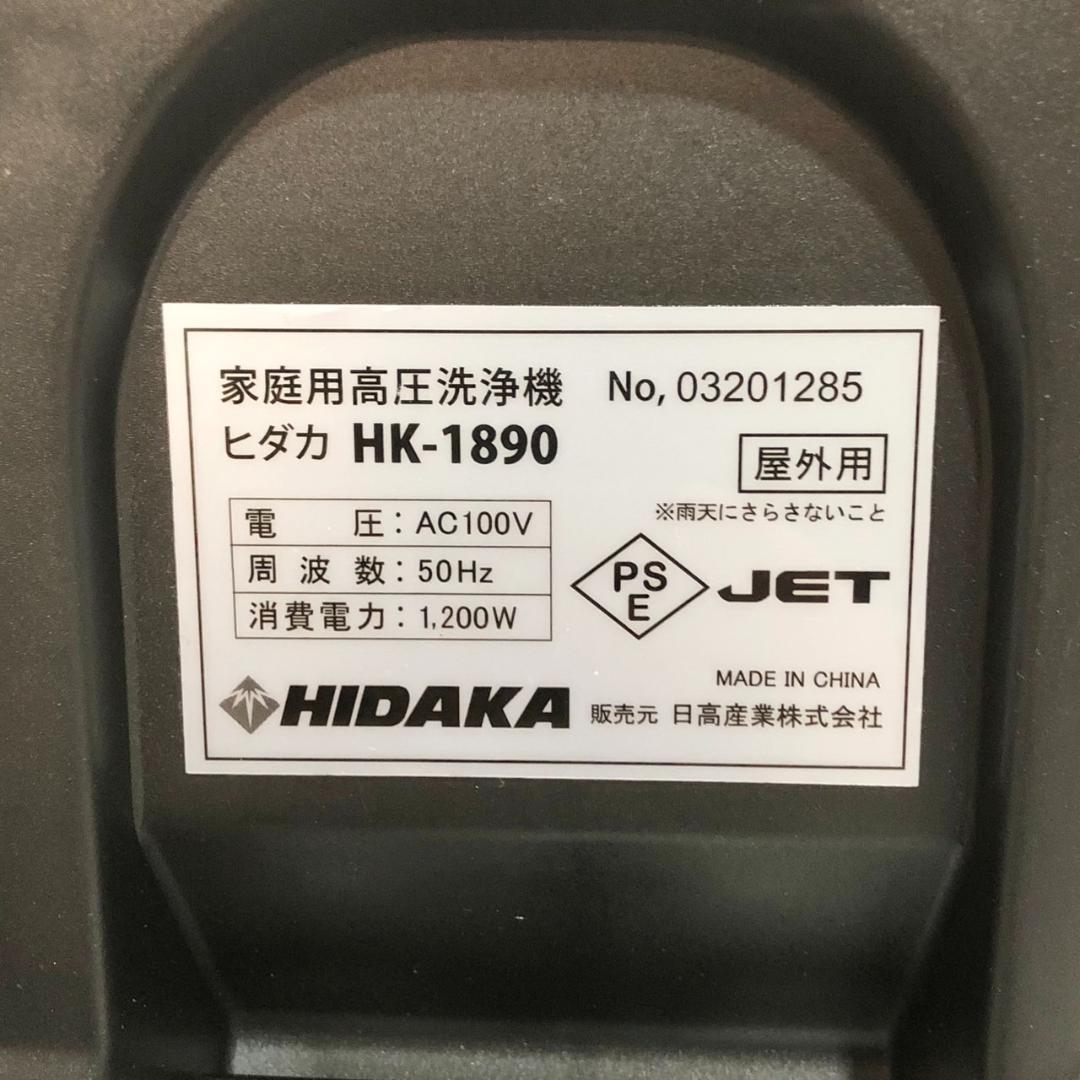 家庭用高圧洗浄機 No,03201285
ヒダカ HK-1890
屋外用
※雨天にさらさないこと
電圧:AC100V
周波数:50Hz
消費電力:1,200W
PSE
JET
MADE IN CHINA
HIDAKA 販売元 日高産業株式会社